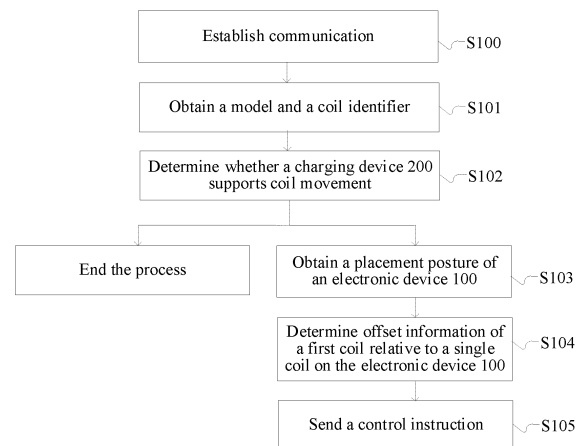 Establish communication
S100
Obtain a model and a coil identifier
S101
Determine whether a charging device 200
supports coil movement
S102
End the process
Obtain a placement posture of
an electronic device 100
S103
Determine offset information of
a first coil relative to a single
coil on the electronic device 100
S104
Send a control instruction
S105